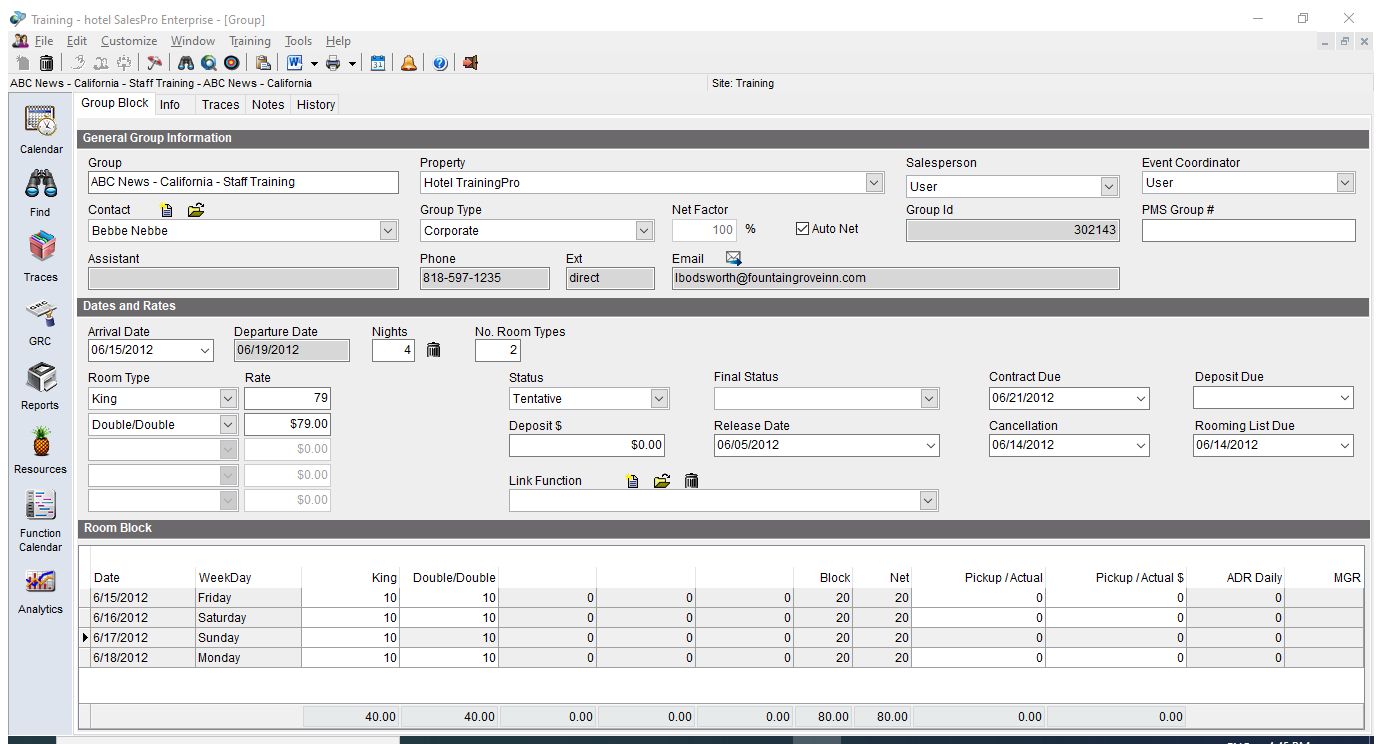 Training - hotel SalesPro Enterprise - [Group]
File Edit Customize Window Training Tools Help
ABC News - California - Staff Training - ABC News - California Site: Training
Group Block Info Traces Notes History
General Group Information
Group Property Salesperson Event Coordinator
ABC News - California - Staff Training Hotel TrainingPro User User
Contact Group Type Net Factor Group Id PMS Group #
Bebbe Nebbe Corporate 100 % Auto Net 302143
Assistant Phone Ext Email
818-597-1235 direct lbodsworth@fountaingroveinn.com
Dates and Rates
Arrival Date Departure Date Nights No. Room Types
06/15/2012 06/19/2012 4 2
Room Type Rate Status Final Status Contract Due Deposit Due
King 79 Tentative 06/21/2012
Double/Double $79.00 Deposit $ Release Date Cancellation Rooming List Due
$0.00 $0.00 06/05/2012 06/14/2012 06/14/2012
$0.00 Link Function
$0.00
Room Block
Date WeekDay King Double/Double Block Net Pickup / Actual Pickup / Actual $ ADR Daily MGR
6/15/2012 Friday 10 10 0 0 0 20 20 0 0 0
6/16/2012 Saturday 10 10 0 0 0 20 20 0 0 0
6/17/2012 Sunday 10 10 0 0 0 20 20 0 0 0
6/18/2012 Monday 10 10 0 0 0 20 20 0 0 0
40.00 40.00 0.00 0.00 0.00 80.00 80.00 0.00 0.00
Calendar
Find
Traces
GRC
Reports
Resources
Function
Calendar
Analytics
31
W
GRC